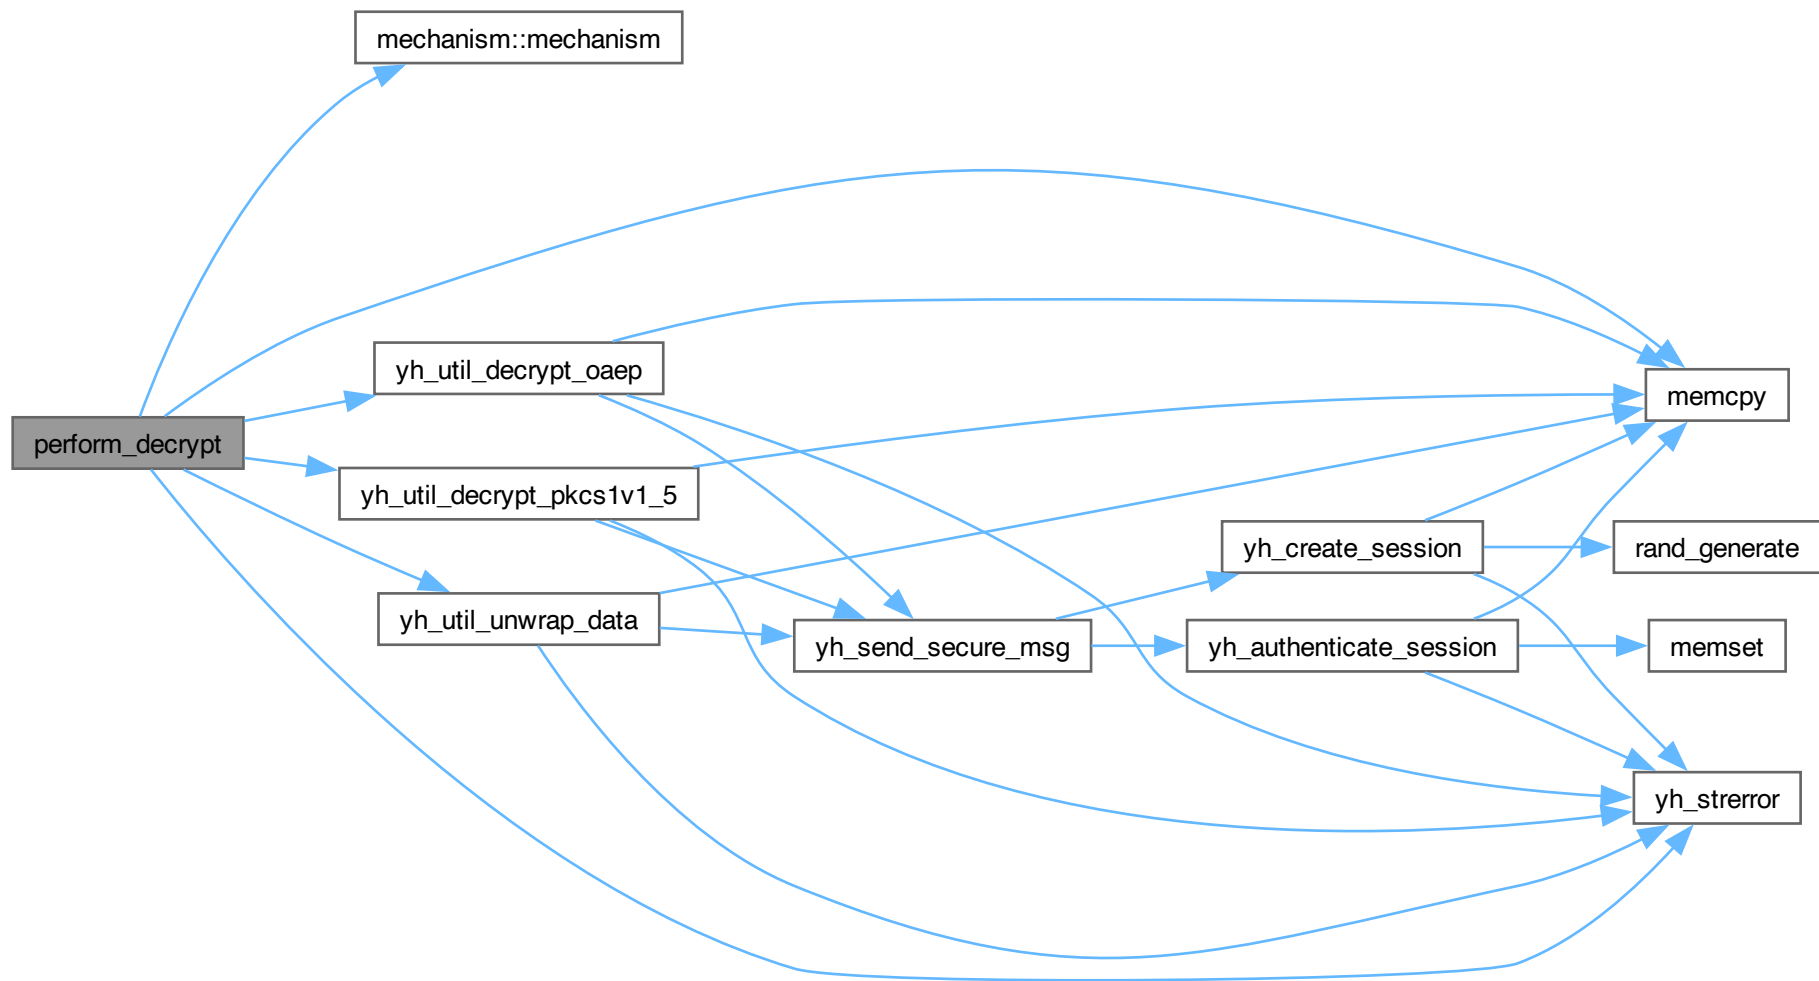 mechanism::mechanism
perform_decrypt
yh_util_decrypt_oaep
yh_util_decrypt_pkcs1v1_5
yh_util_unwrap_data
yh_send_secure_msg
yh_create_session
yh_authenticate_session
memcpy
rand_generate
memset
yh_strerror